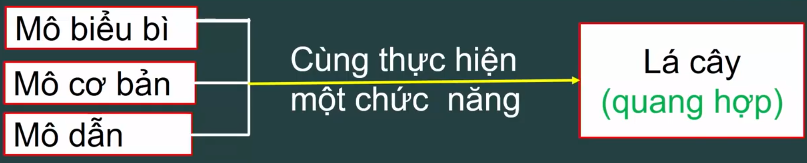 Mô biểu bì
Mô cơ bản
Mô dẫn
Cùng thực hiện
một chức năng
Lá cây
(quang hợp)